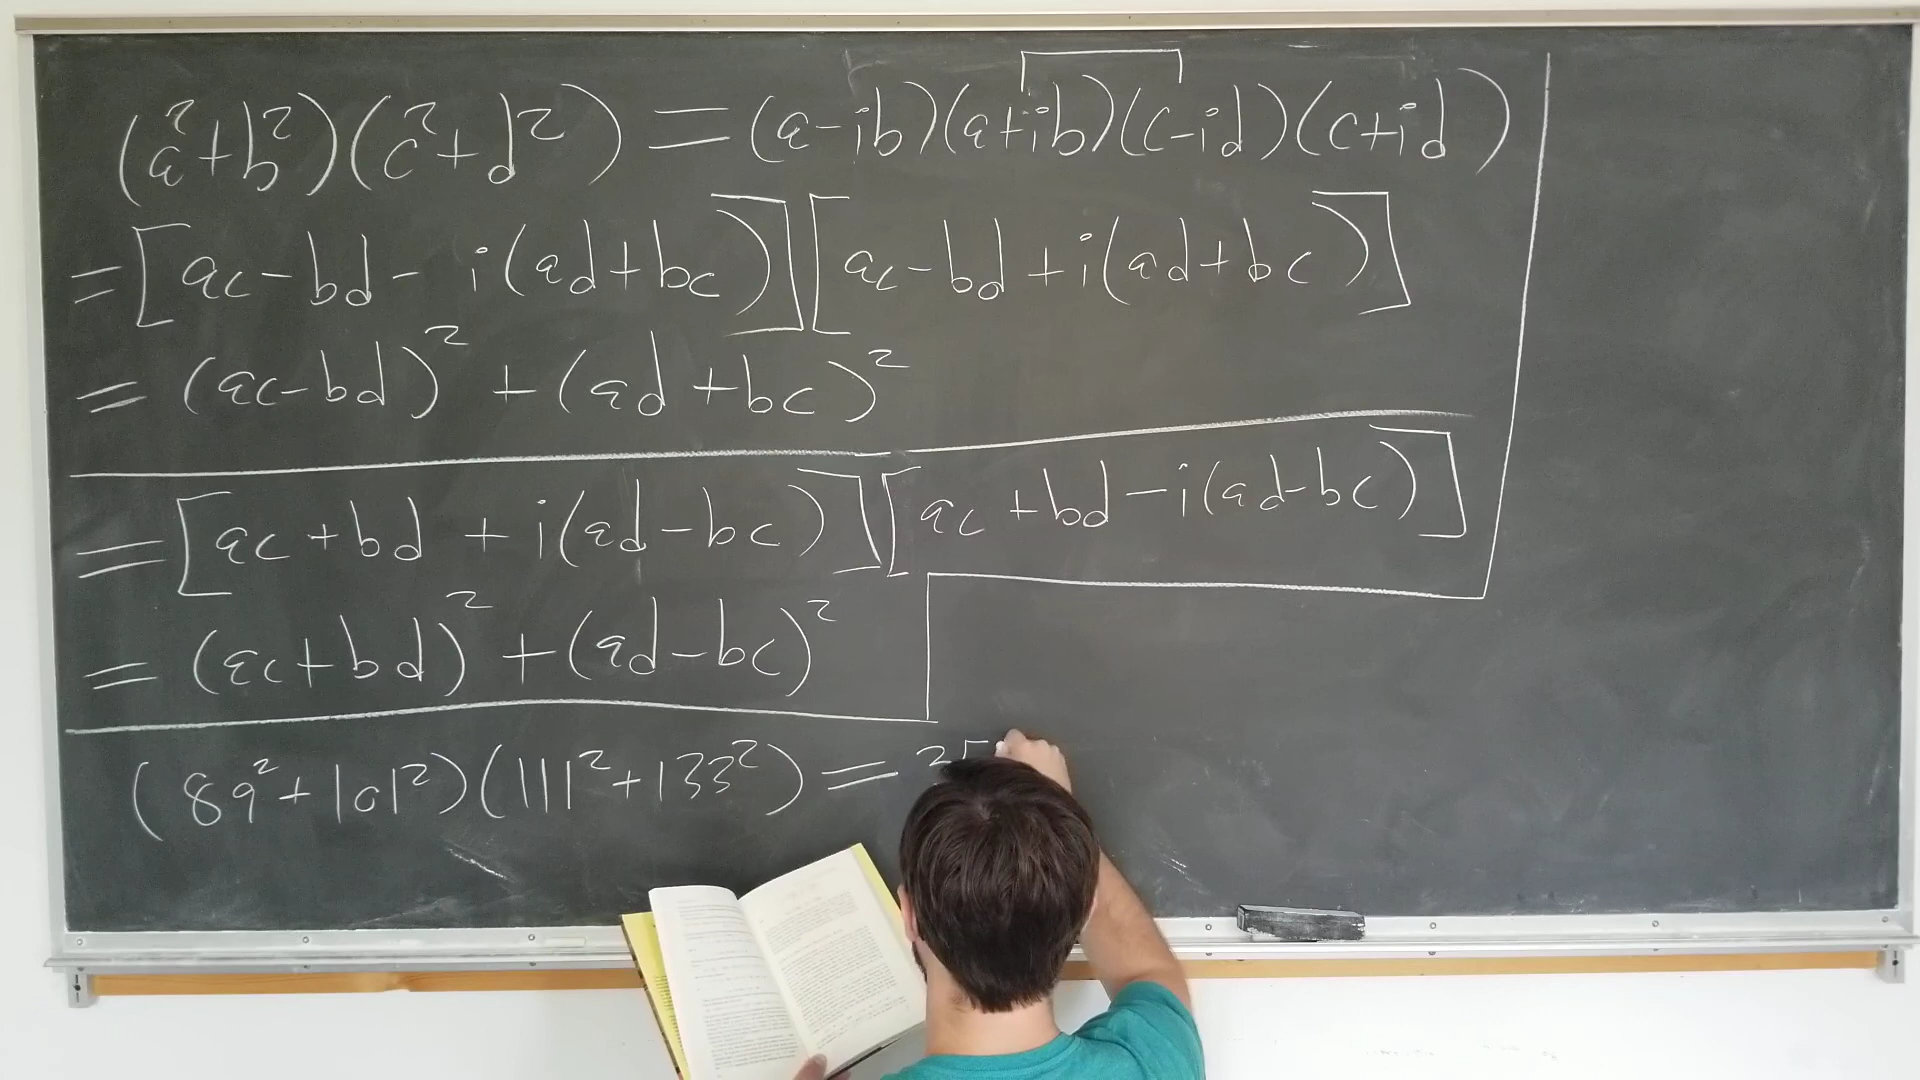 (a²+b²)(c²+d²) = (a-ib)(a+ib)(c-id)(c+id)
=[ac-bd-i(ad+bc)][ac-bd+i(ad+bc)]
= (ac-bd)² + (ad+bc)²
=[ac+bd+i(ad-bc)][ac+bd-i(ad-bc)]
= (ac+bd)² + (ad-bc)²
(89²+101²)(111²+133²) = 25